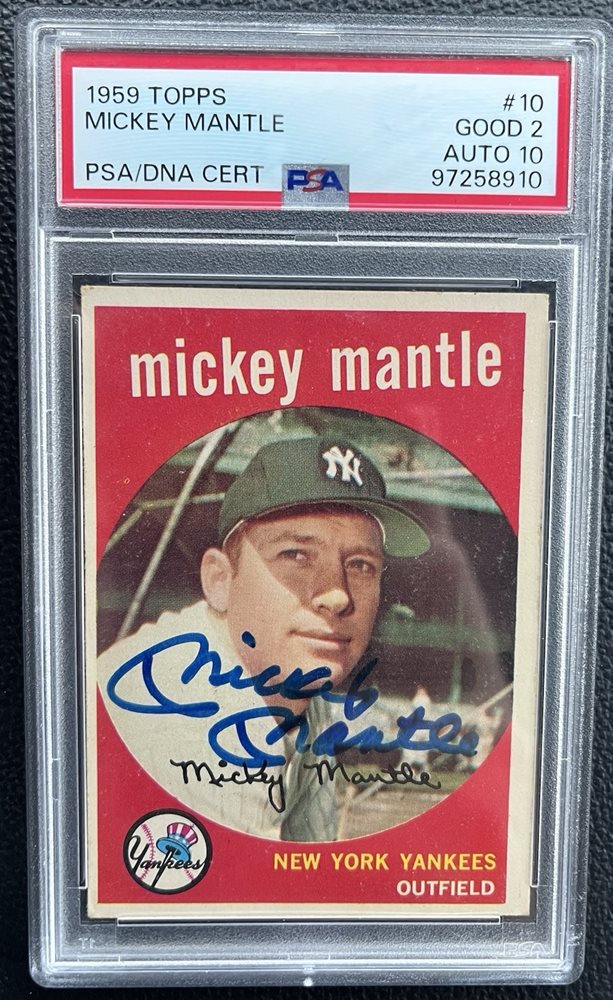 1959 TOPPS #10
MICKEY MANTLE GOOD 2
AUTO 10
PSA/DNA CERT PSA 97258910
mickey mantle
NY
Mickey
Mantle
Mickey Mantle
Yankees
NEW YORK YANKEES
OUTFIELD
PSA